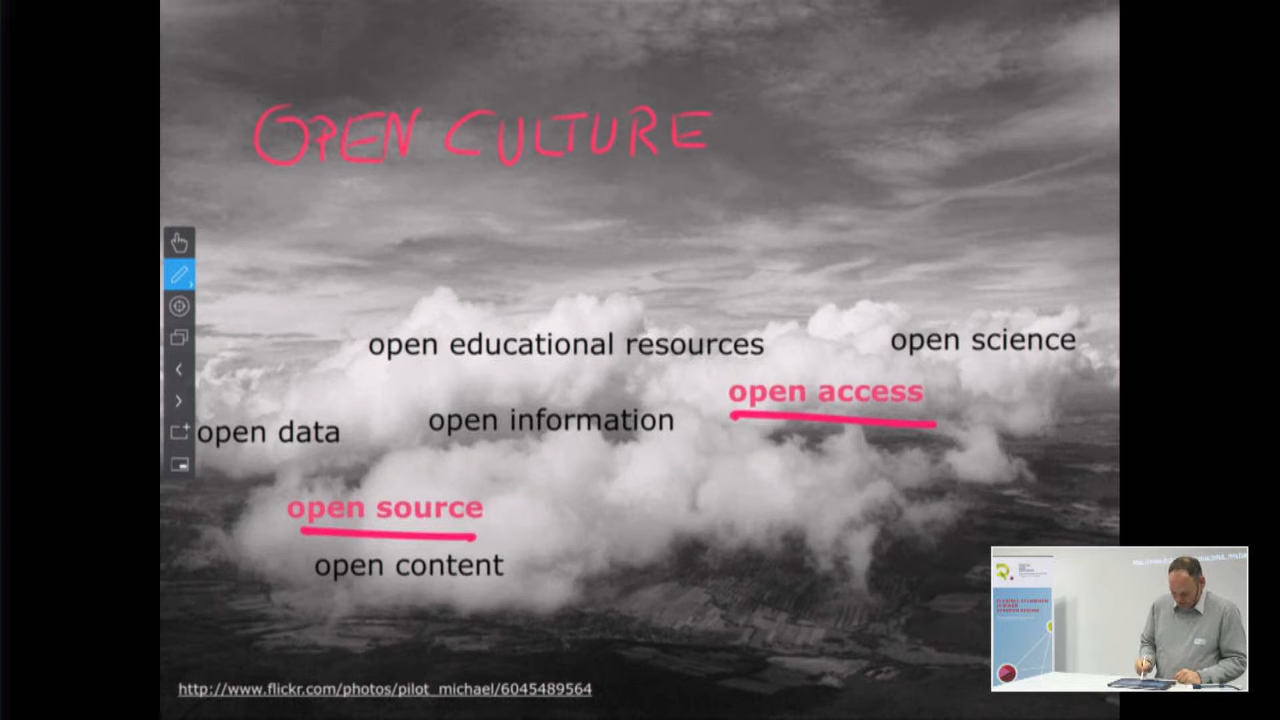 OPEN CULTURE
open educational resources
open science
open access
open data
open information
open source
open content
http://www.flickr.com/photos/pilot_michael/6045489564